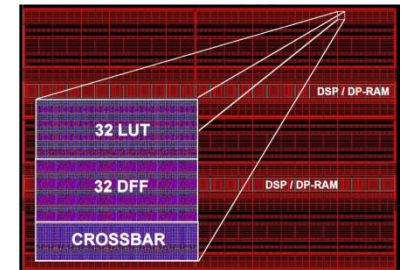 DSP / DP-RAM
32 LUT
32 DFF
DSP / DP-RAM
CROSSBAR